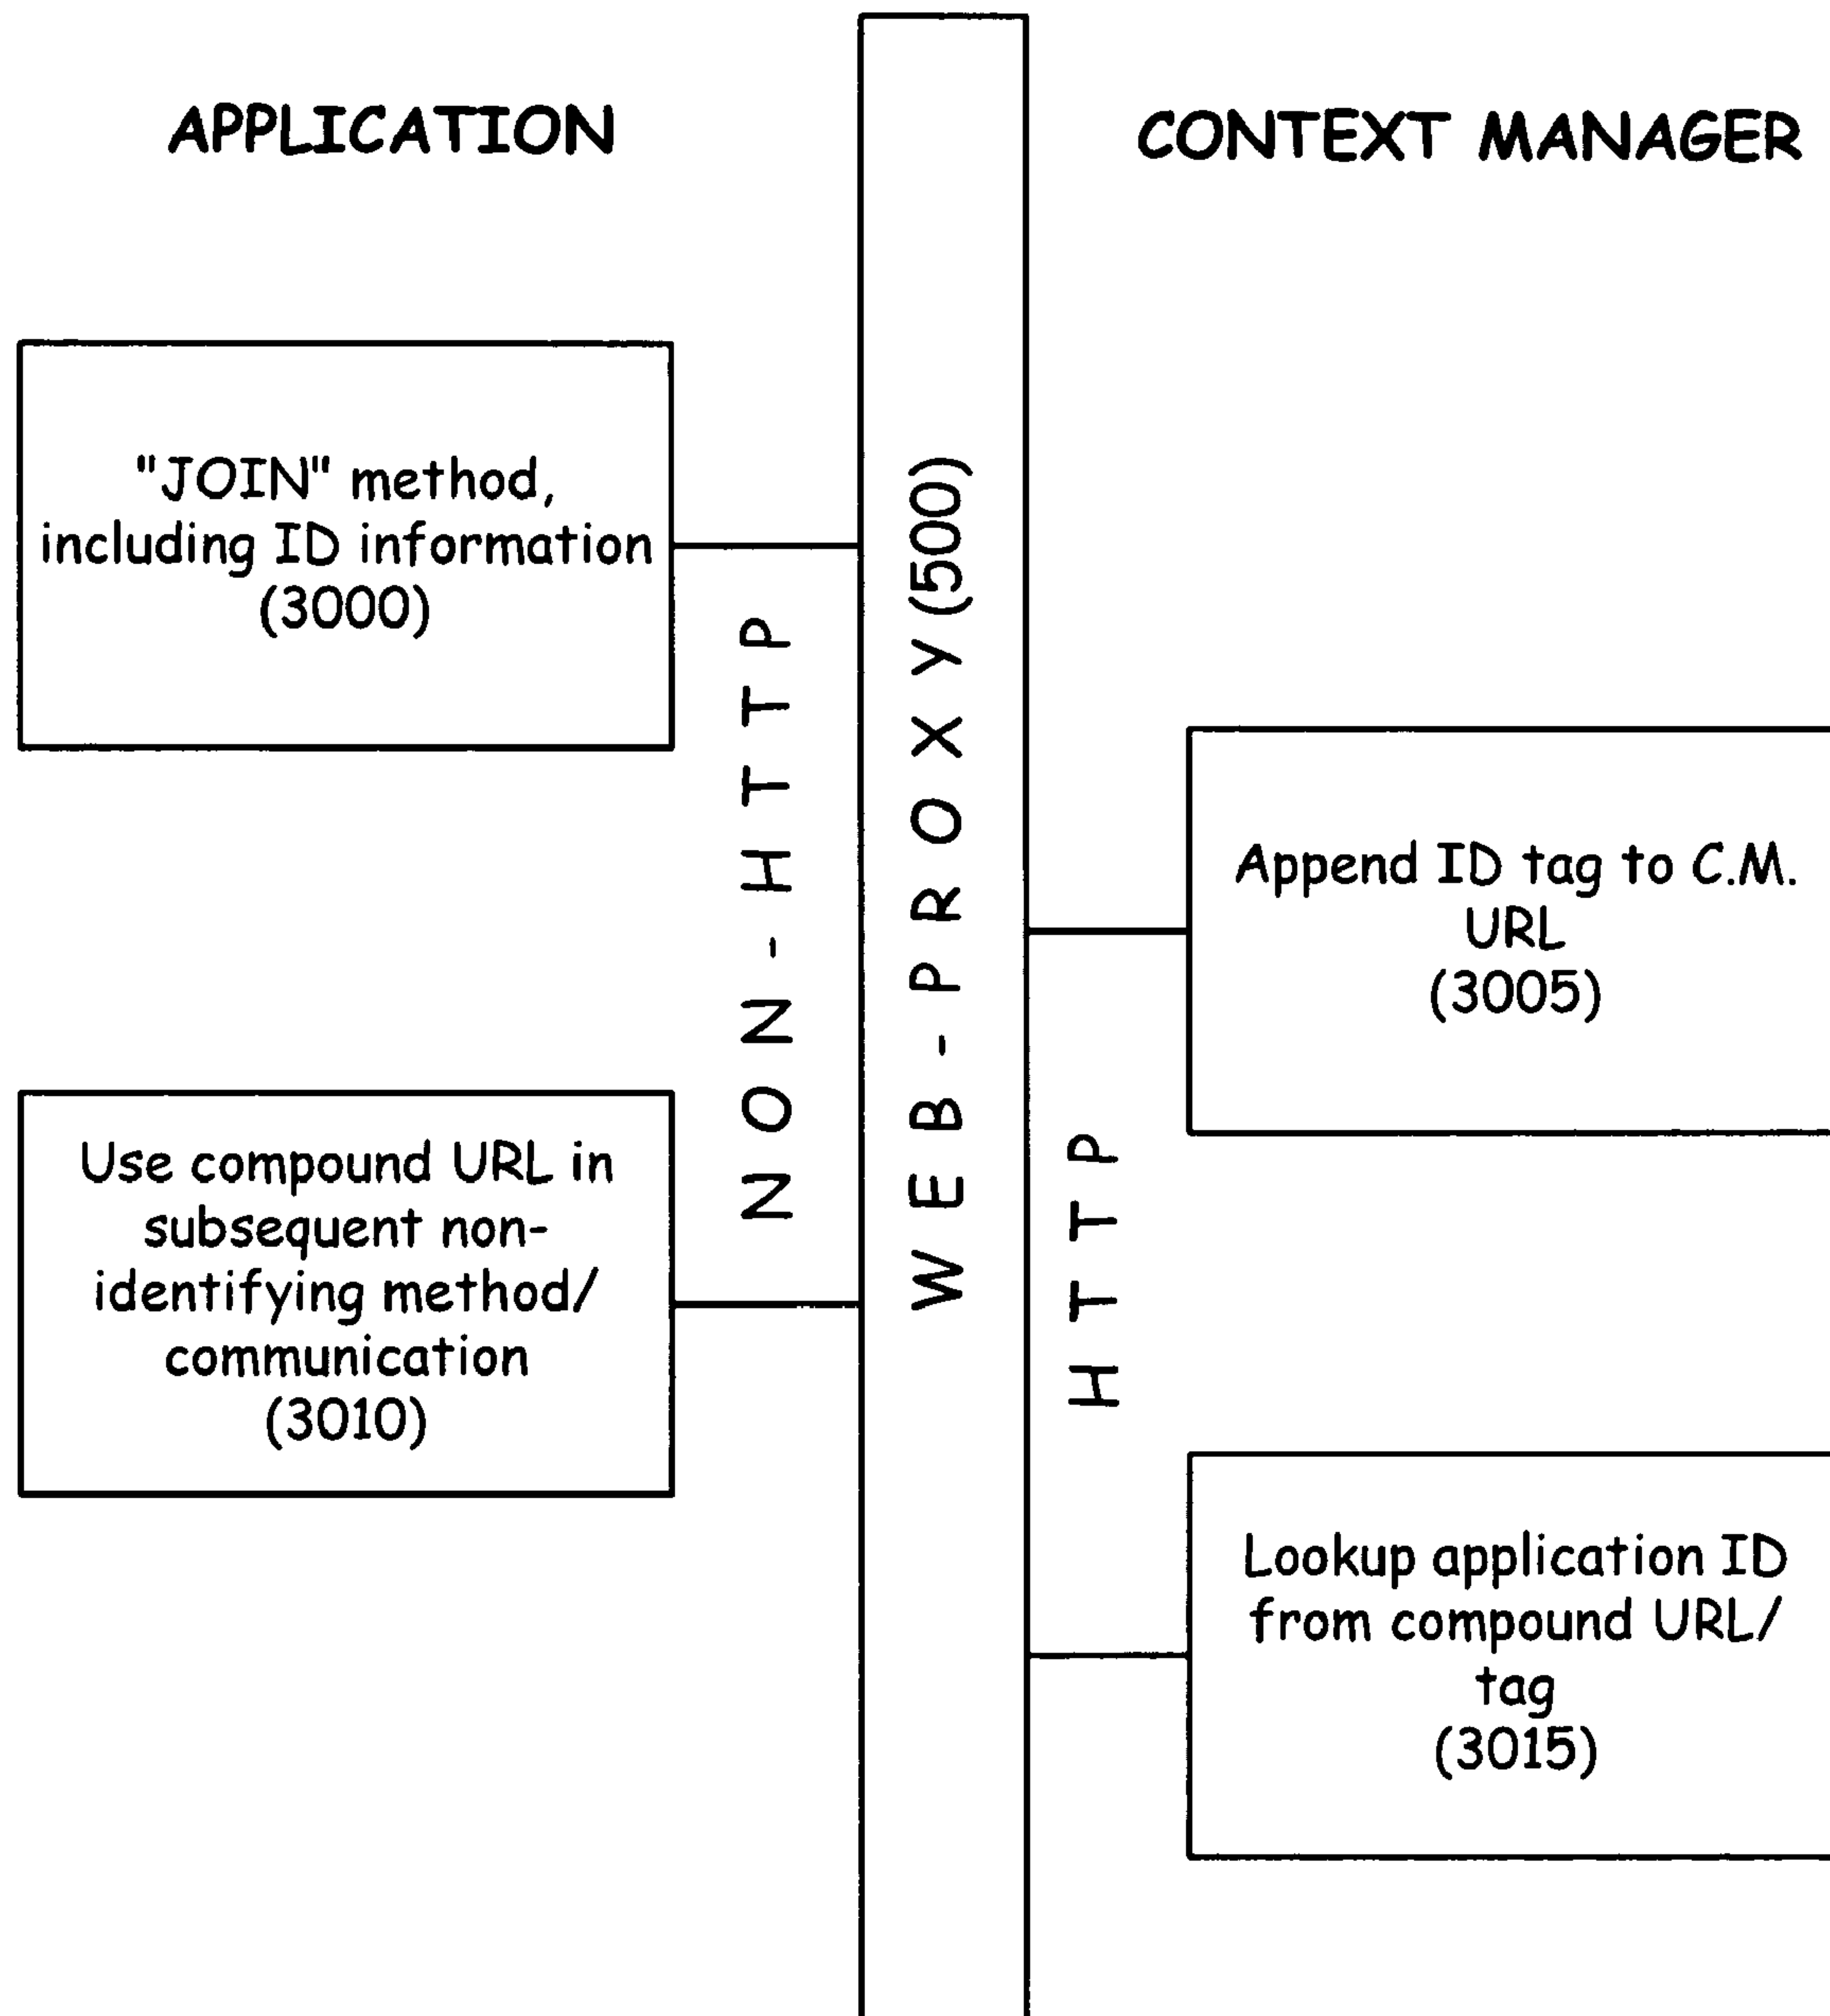 APPLICATION
CONTEXT MANAGER
"JOIN" method,
including ID information
(3000)
NON-HTTP
WEB-PROXY (500)
Append ID tag to C.M.
URL
(3005)
Use compound URL in
subsequent non-
identifying method/
communication
(3010)
HTTP
Lookup application ID
from compound URL/
tag
(3015)